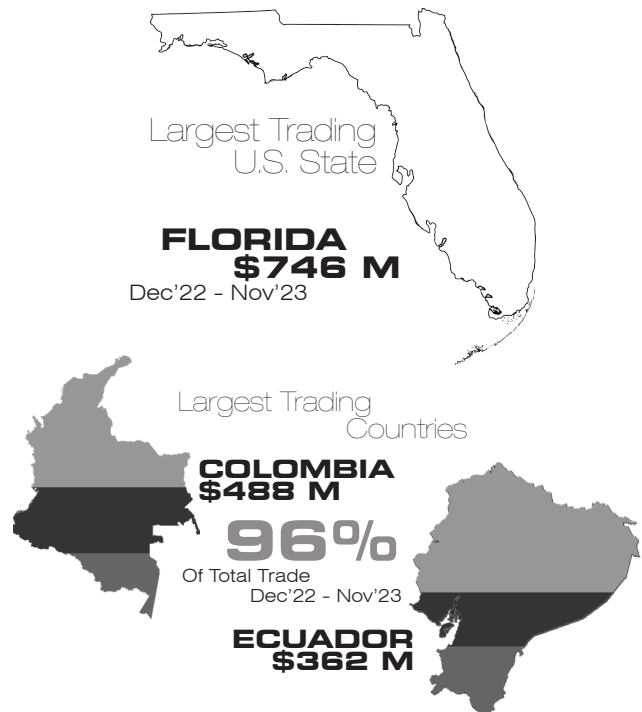 Largest Trading
U.S. State
FLORIDA
$746 M
Dec'22 - Nov'23
Largest Trading
Countries
COLOMBIA
$488 M
96%
Of Total Trade
Dec'22 - Nov'23
ECUADOR
$362 M